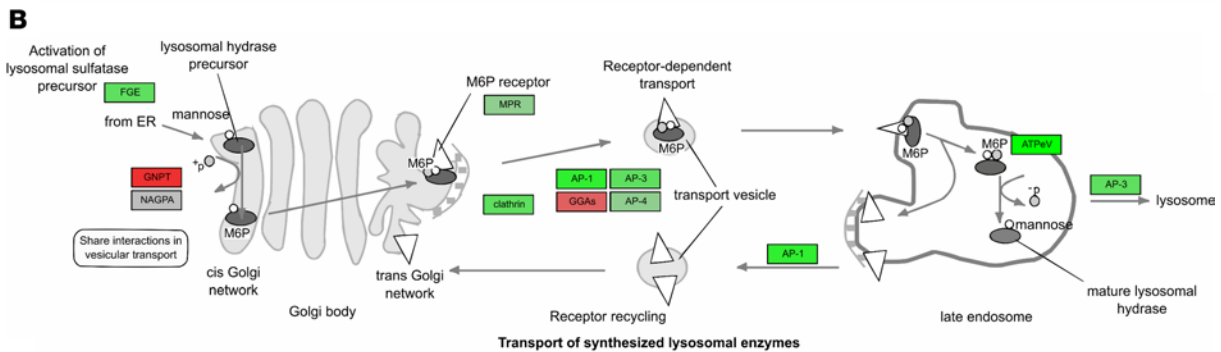 B
Activation of
lysosomal sulfatase
precursor
FGE
lysosomal hydrase
precursor
mannose
from ER
+p
GNPT
NAGPA
M6P
Share interactions in
vesicular transport
cis Golgi
network
Golgi body
M6P receptor
MPR
M6P
trans Golgi
network
clathrin
Receptor-dependent
transport
M6P
AP-1
AP-3
GGAs
AP-4
transport vesicle
Receptor recycling
AP-1
M6P
M6P
ATPeV
-p
mannose
AP-3
lysosome
mature lysosomal
hydrase
late endosome
Transport of synthesized lysosomal enzymes